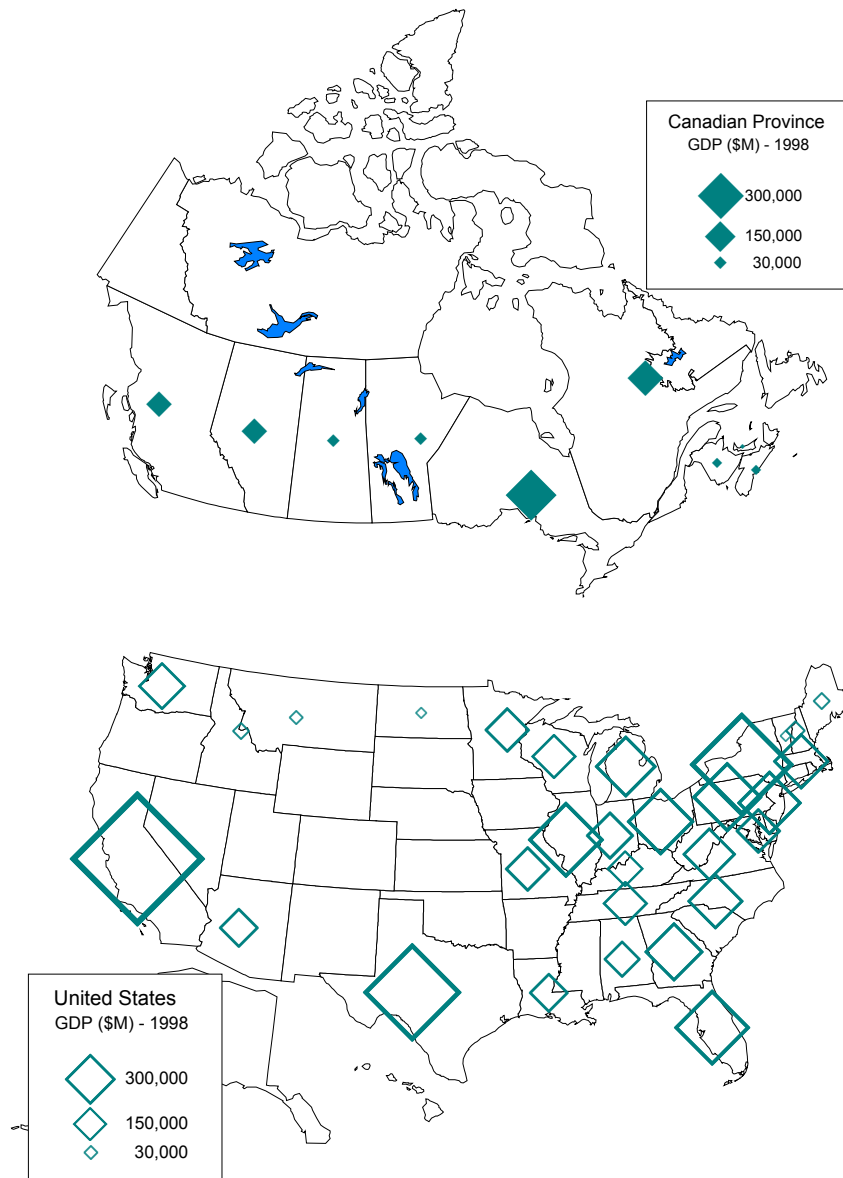 Canadian Province
GDP ($M) - 1998
300,000
150,000
30,000
United States
GDP ($M) - 1998
300,000
150,000
30,000